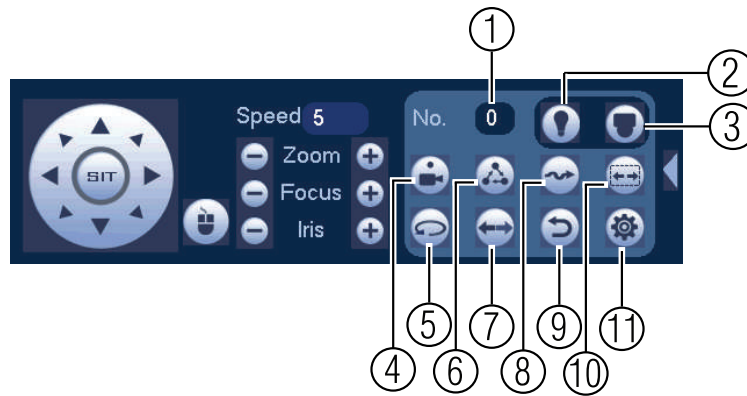 ①
②
Speed 5
No. 0
③
Zoom
SIT
Focus
Iris
⑤ ⑦ ⑨ ⑪
④ ⑥ ⑧ ⑩